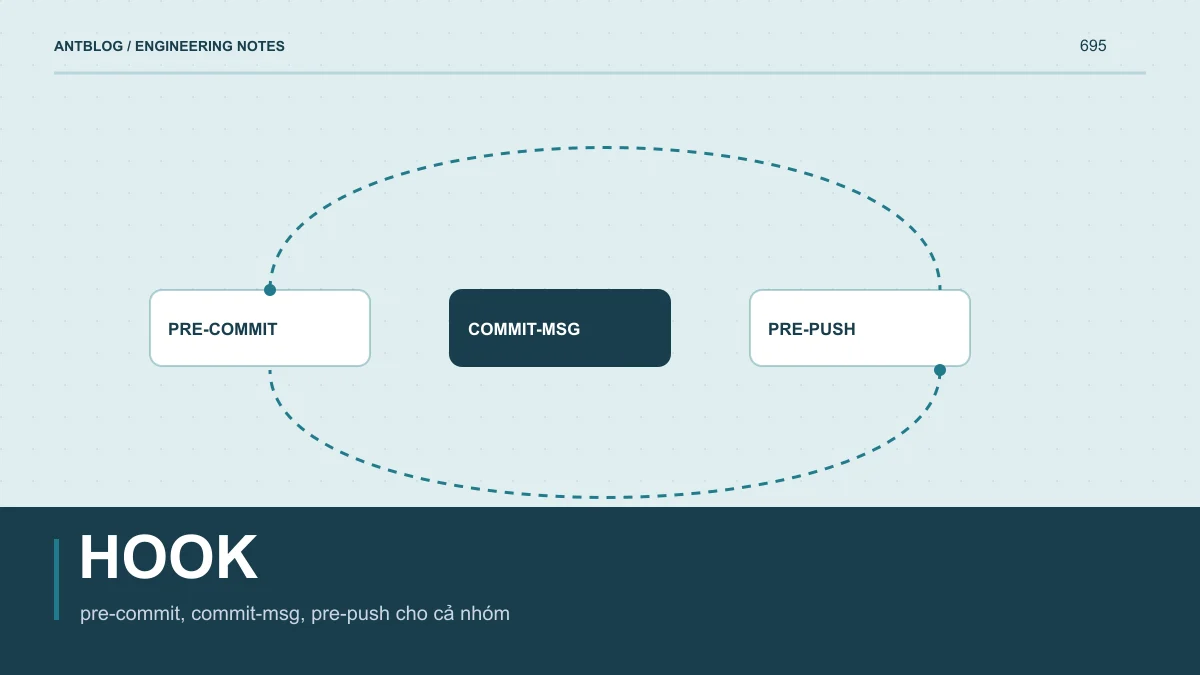 ANTBLOG / ENGINEERING NOTES
695
PRE-COMMIT
COMMIT-MSG
PRE-PUSH
HOOK
pre-commit, commit-msg, pre-push cho cả nhóm